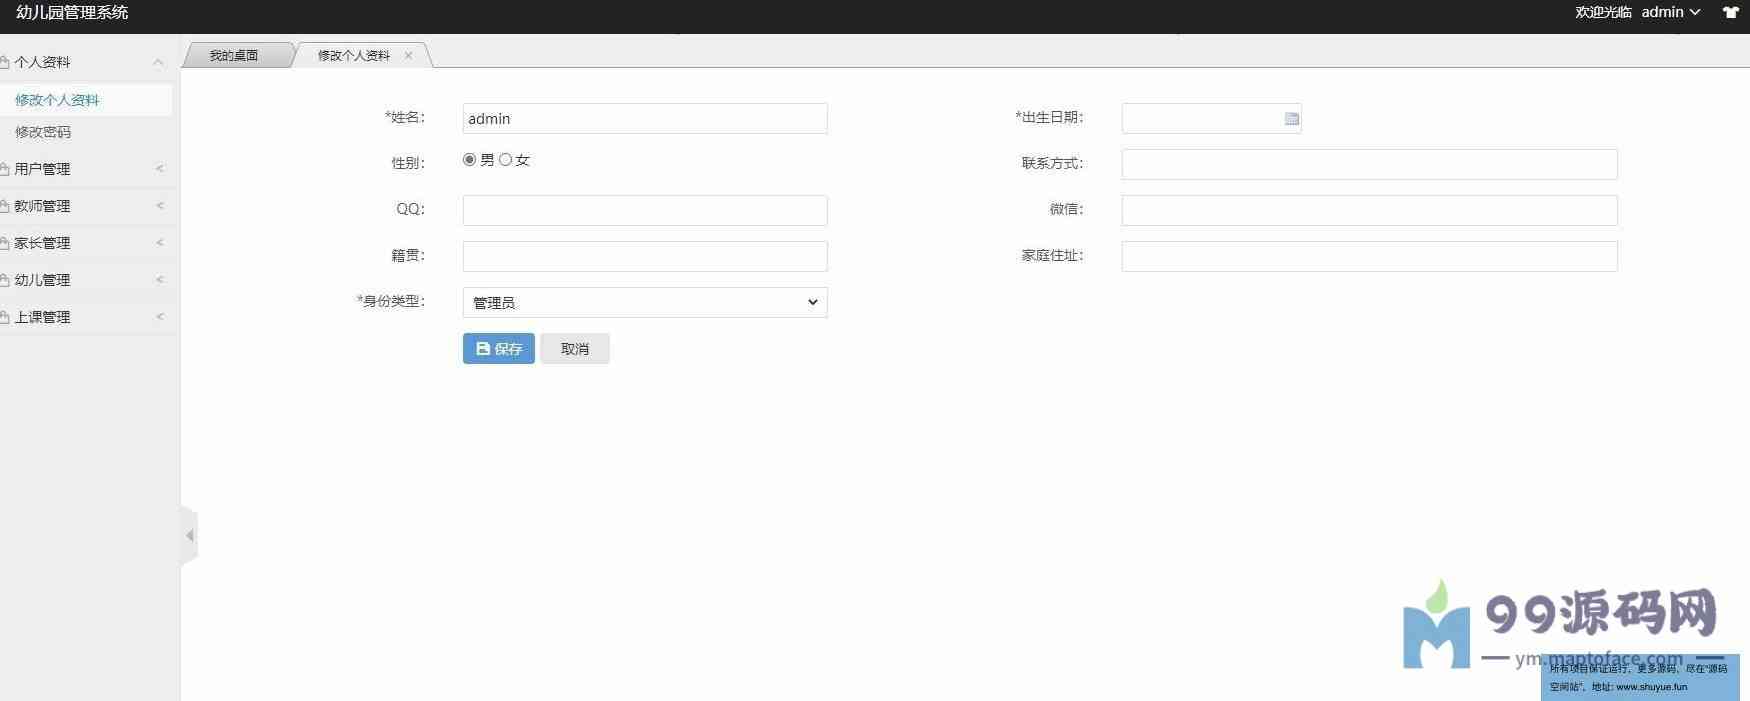 幼儿园管理系统
欢迎光临 admin
个人资料
修改个人资料
修改密码
用户管理
教师管理
家长管理
幼儿管理
上课管理
我的桌面 修改个人资料
*姓名： admin *出生日期：
性别： 男 女 联系方式：
QQ： 微信：
籍贯： 家庭住址：
*身份类型： 管理员
保存 取消
99源码网
ym.maptoface.com
所有项目保证运行，更多源码，尽在“源码
空间站”，地址: www.shuyue.fun